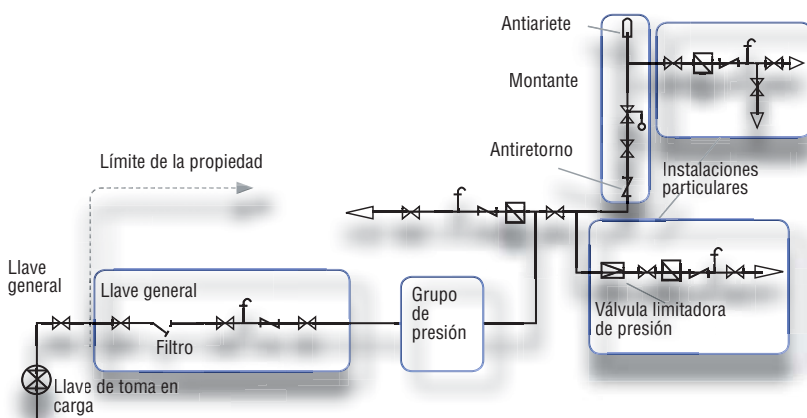 Antiariete
Montante
Límite de la propiedad
Antiretorno
Instalaciones
particulares
Llave
general
Llave general
Grupo
de
presión
Filtro
Válvula limitadora
de presión
Llave de toma en
carga